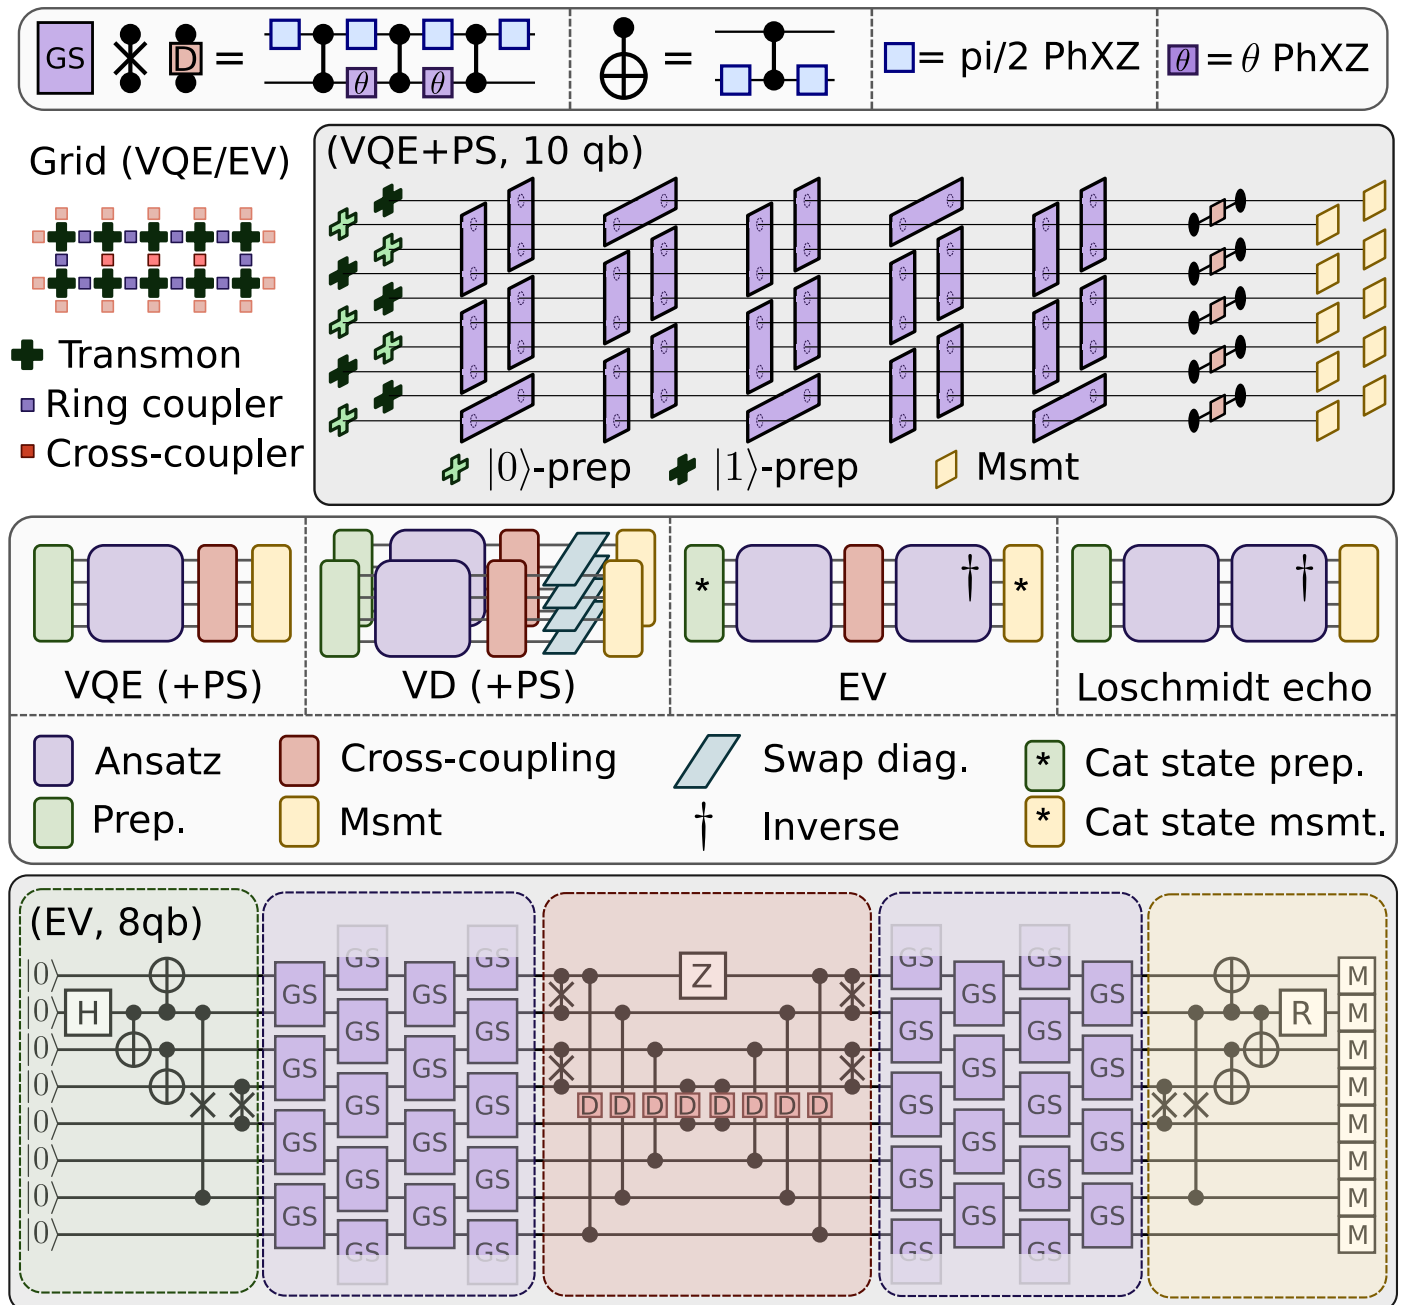 GS D = θ θ
=
= pi/2 PhXZ
θ = θ PhXZ
Grid (VQE/EV)
Transmon
Ring coupler
Cross-coupler
(VQE+PS, 10 qb)
|0⟩-prep
|1⟩-prep
Msmt
VQE (+PS)
VD (+PS)
* † *
EV
†
Loschmidt echo
Ansatz
Cross-coupling
Swap diag.
* Cat state prep.
Prep.
Msmt
† Inverse
* Cat state msmt.
(EV, 8qb)
|0⟩
|0⟩
|0⟩
|0⟩
|0⟩
|0⟩
|0⟩
|0⟩
H
GS GS GS GS
GS GS GS GS
GS GS GS GS
GS GS GS GS
GS GS
GS GS
Z
D D D D D D D D
GS GS GS GS
GS GS GS GS
GS GS GS GS
GS GS GS GS
GS GS
GS GS
R
M
M
M
M
M
M
M
M